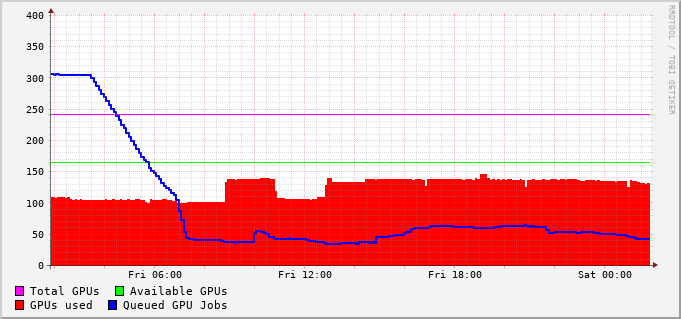 400
350
300
250
200
150
100
50
0
Fri 06:00 Fri 12:00 Fri 18:00 Sat 00:00
Total GPUs Available GPUs
GPUs used Queued GPU Jobs
RRDTOOL / TOBI OETIKER